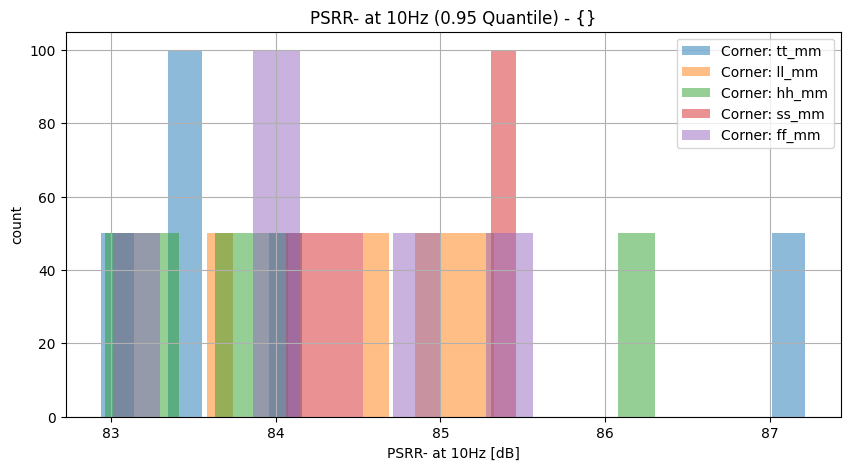 PSRR- at 10Hz (0.95 Quantile) - {}
Corner: tt_mm
Corner: ll_mm
Corner: hh_mm
Corner: ss_mm
Corner: ff_mm
count
100
80
60
40
20
0
83 84 85 86 87
PSRR- at 10Hz [dB]